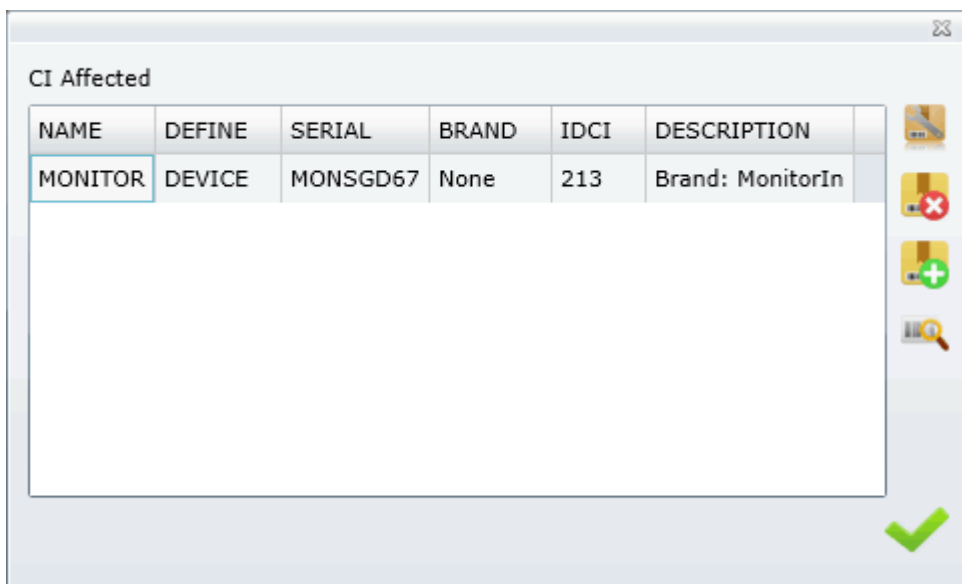 CI Affected
NAME DEFINE SERIAL BRAND IDCI DESCRIPTION
MONITOR DEVICE MONSGD67 None 213 Brand: MonitorIn